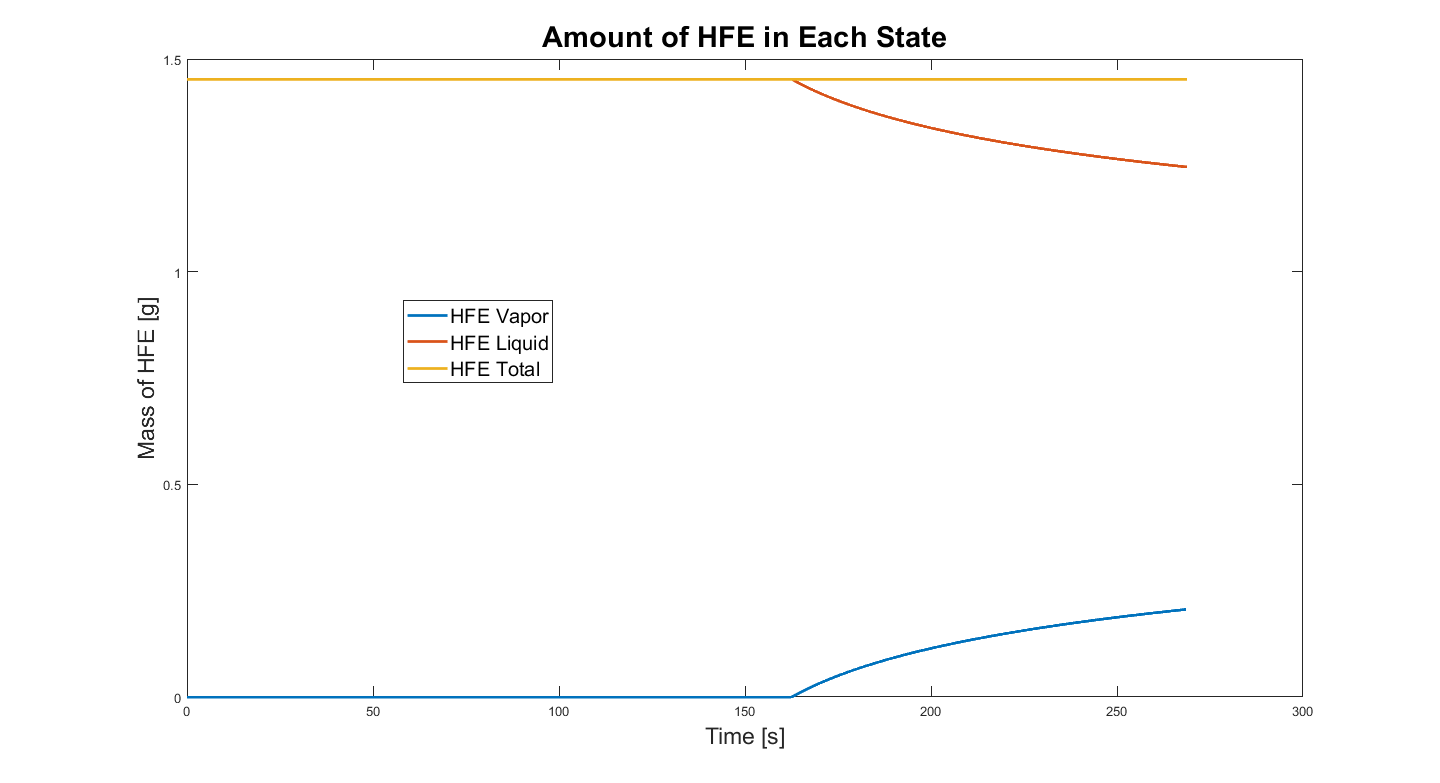 Amount of HFE in Each State
1.5
1
0.5
0
Mass of HFE [g]
HFE Vapor
HFE Liquid
HFE Total
0 50 100 150 200 250 300
Time [s]